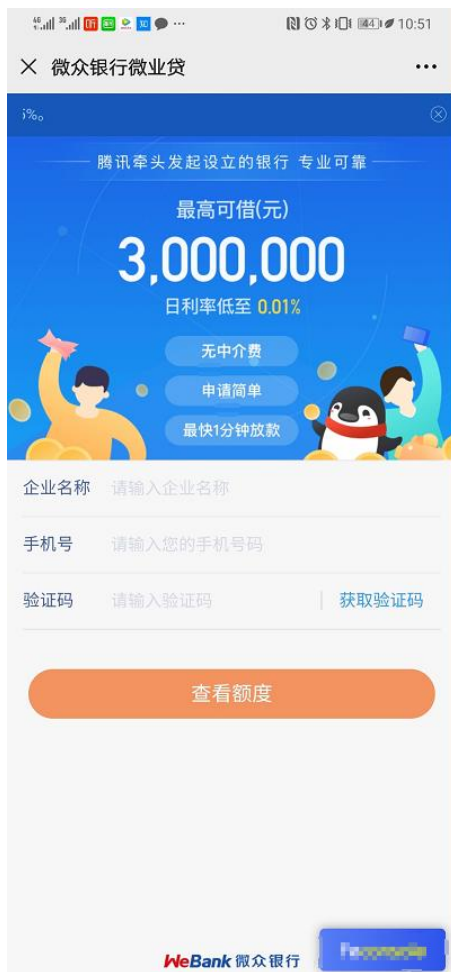 10:51
微众银行微业贷
5‰。
腾讯牵头发起设立的银行 专业可靠
最高可借(元)
3,000,000
日利率低至 0.01%
无中介费
申请简单
最快1分钟放款
企业名称 请输入企业名称
手机号 请输入您的手机号码
验证码 请输入验证码 获取验证码
查看额度
WeBank 微众银行